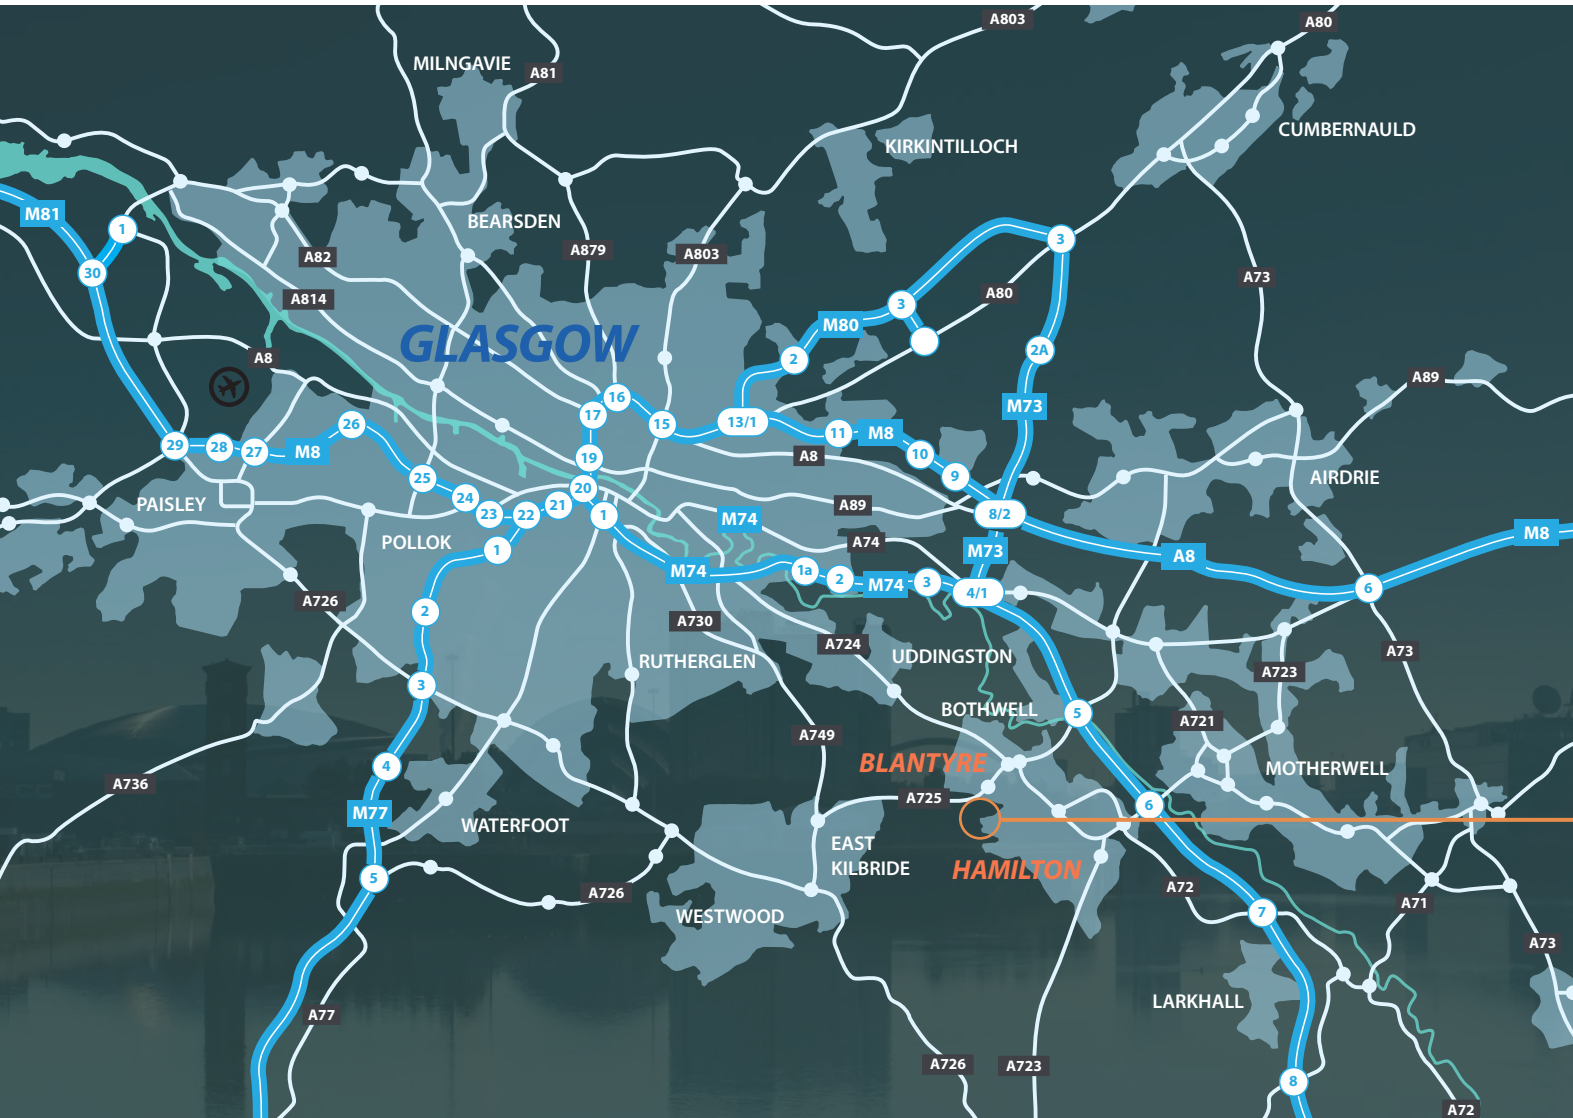 A803
A80
MILNGAVIE
A81
CUMBERNAULD
KIRKINTILLOCH
M81
1
BEARSDEN
3
A82
A879
A803
30
A73
A814
A80
3
M80
GLASGOW
2
2A
A8
A89
16
M73
17
15
13/1
26
11
M8
29
28
27
M8
A8
10
19
9
AIRDRIE
25
20
24
PAISLEY
21
A89
23
22
1
M74
8/2
M8
POLLOK
A74
1
M73
A8
M74
1a
2
M74
3
4/1
6
A726
2
A730
A724
UDDINGSTON
A73
RUTHERGLEN
A723
3
BOTHWELL
5
A721
A749
4
BLANTYRE
MOTHERWELL
A736
A725
6
M77
WATERFOOT
EAST
KILBRIDE
HAMILTON
5
A726
A72
A71
7
WESTWOOD
A73
LARKHALL
A77
A726
A723
8
A72